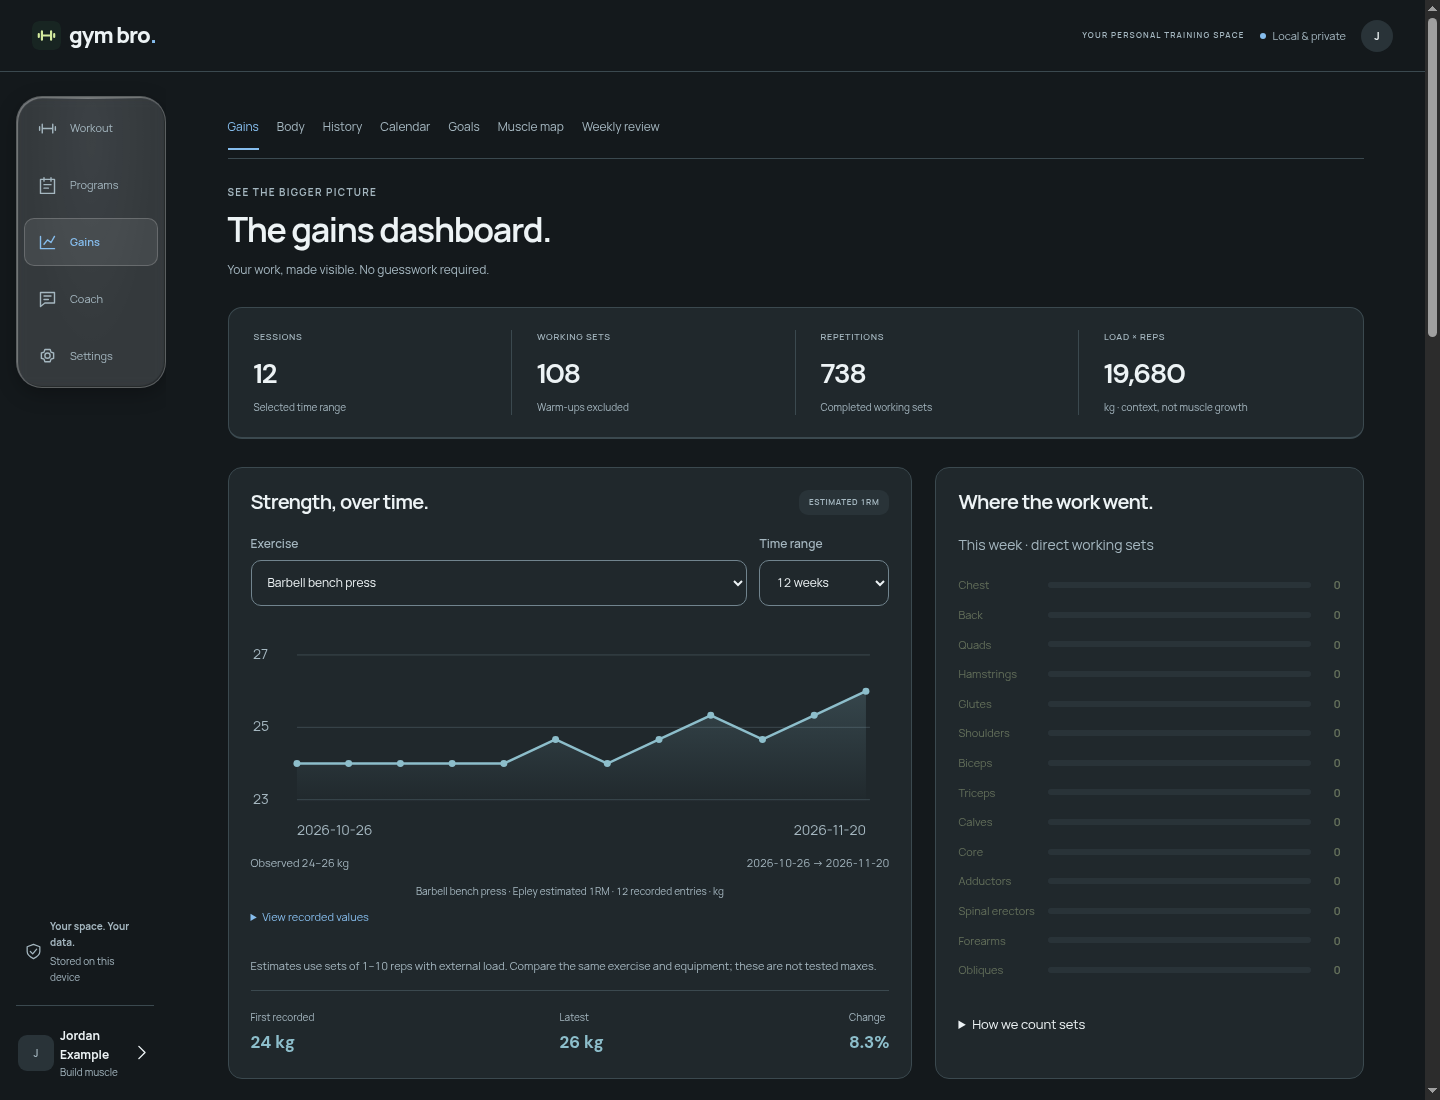 gym bro.
YOUR PERSONAL TRAINING SPACE
Local & private
J
Workout
Programs
Gains
Coach
Settings
Your space. Your
data.
Stored on this
device
J
Jordan
Example
Build muscle
Gains Body History Calendar Goals Muscle map Weekly review
SEE THE BIGGER PICTURE
The gains dashboard.
Your work, made visible. No guesswork required.
SESSIONS
12
Selected time range
WORKING SETS
108
Warm-ups excluded
REPETITIONS
738
Completed working sets
LOAD × REPS
19,680
kg · context, not muscle growth
Strength, over time.
ESTIMATED 1RM
Exercise
Barbell bench press
Time range
12 weeks
27
25
23
2026-10-26 2026-11-20
Observed 24–26 kg 2026-10-26 → 2026-11-20
Barbell bench press · Epley estimated 1RM · 12 recorded entries · kg
View recorded values
Estimates use sets of 1–10 reps with external load. Compare the same exercise and equipment; these are not tested maxes.
First recorded
24 kg
Latest
26 kg
Change
8.3%
Where the work went.
This week · direct working sets
Chest 0
Back 0
Quads 0
Hamstrings 0
Glutes 0
Shoulders 0
Biceps 0
Triceps 0
Calves 0
Core 0
Adductors 0
Spinal erectors 0
Forearms 0
Obliques 0
How we count sets